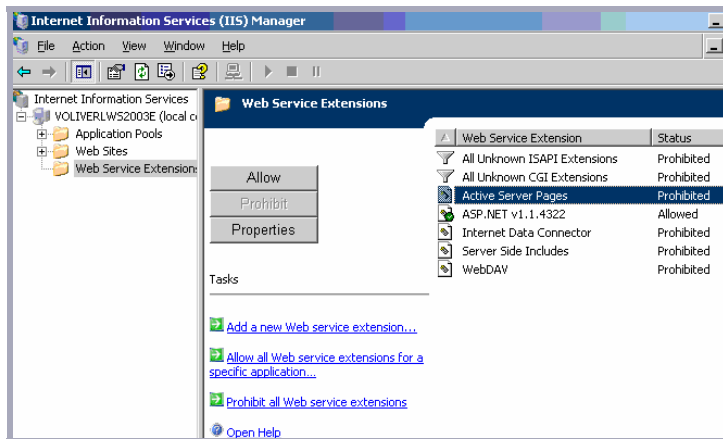 Internet Information Services (IIS) Manager
File Action View Window Help
Internet Information Services
VOLIVERLWS2003E (local co
Application Pools
Web Sites
Web Service Extension
Web Service Extensions
Allow
Prohibit
Properties
Tasks
Add a new Web service extension...
Allow all Web service extensions for a
specific application...
Prohibit all Web service extensions
Open Help
Web Service Extension Status
All Unknown ISAPI Extensions Prohibited
All Unknown CGI Extensions Prohibited
Active Server Pages Prohibited
ASP.NET v1.1.4322 Allowed
Internet Data Connector Prohibited
Server Side Includes Prohibited
WebDAV Prohibited